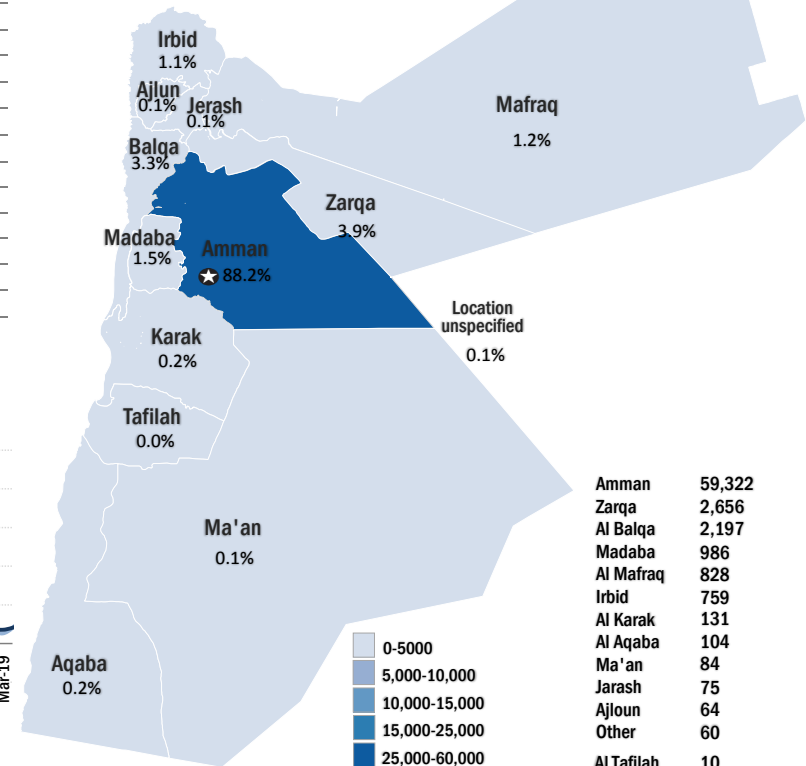 Irbid
1.1%
Ajlun
0.1%
Jerash
0.1%
Mafraq
1.2%
Balqa
3.3%
Zarqa
3.9%
Madaba
1.5%
Amman
88.2%
Location
unspecified
0.1%
Karak
0.2%
Tafilah
0.0%
Ma'an
0.1%
Aqaba
0.2%
Mar-19
0-5000
5,000-10,000
10,000-15,000
15,000-25,000
25,000-60,000
Amman 59,322
Zarqa 2,656
Al Balqa 2,197
Madaba 986
Al Mafraq 828
Irbid 759
Al Karak 131
Al Aqaba 104
Ma'an 84
Jarash 75
Ajloun 64
Other 60
Al Tafilah 10